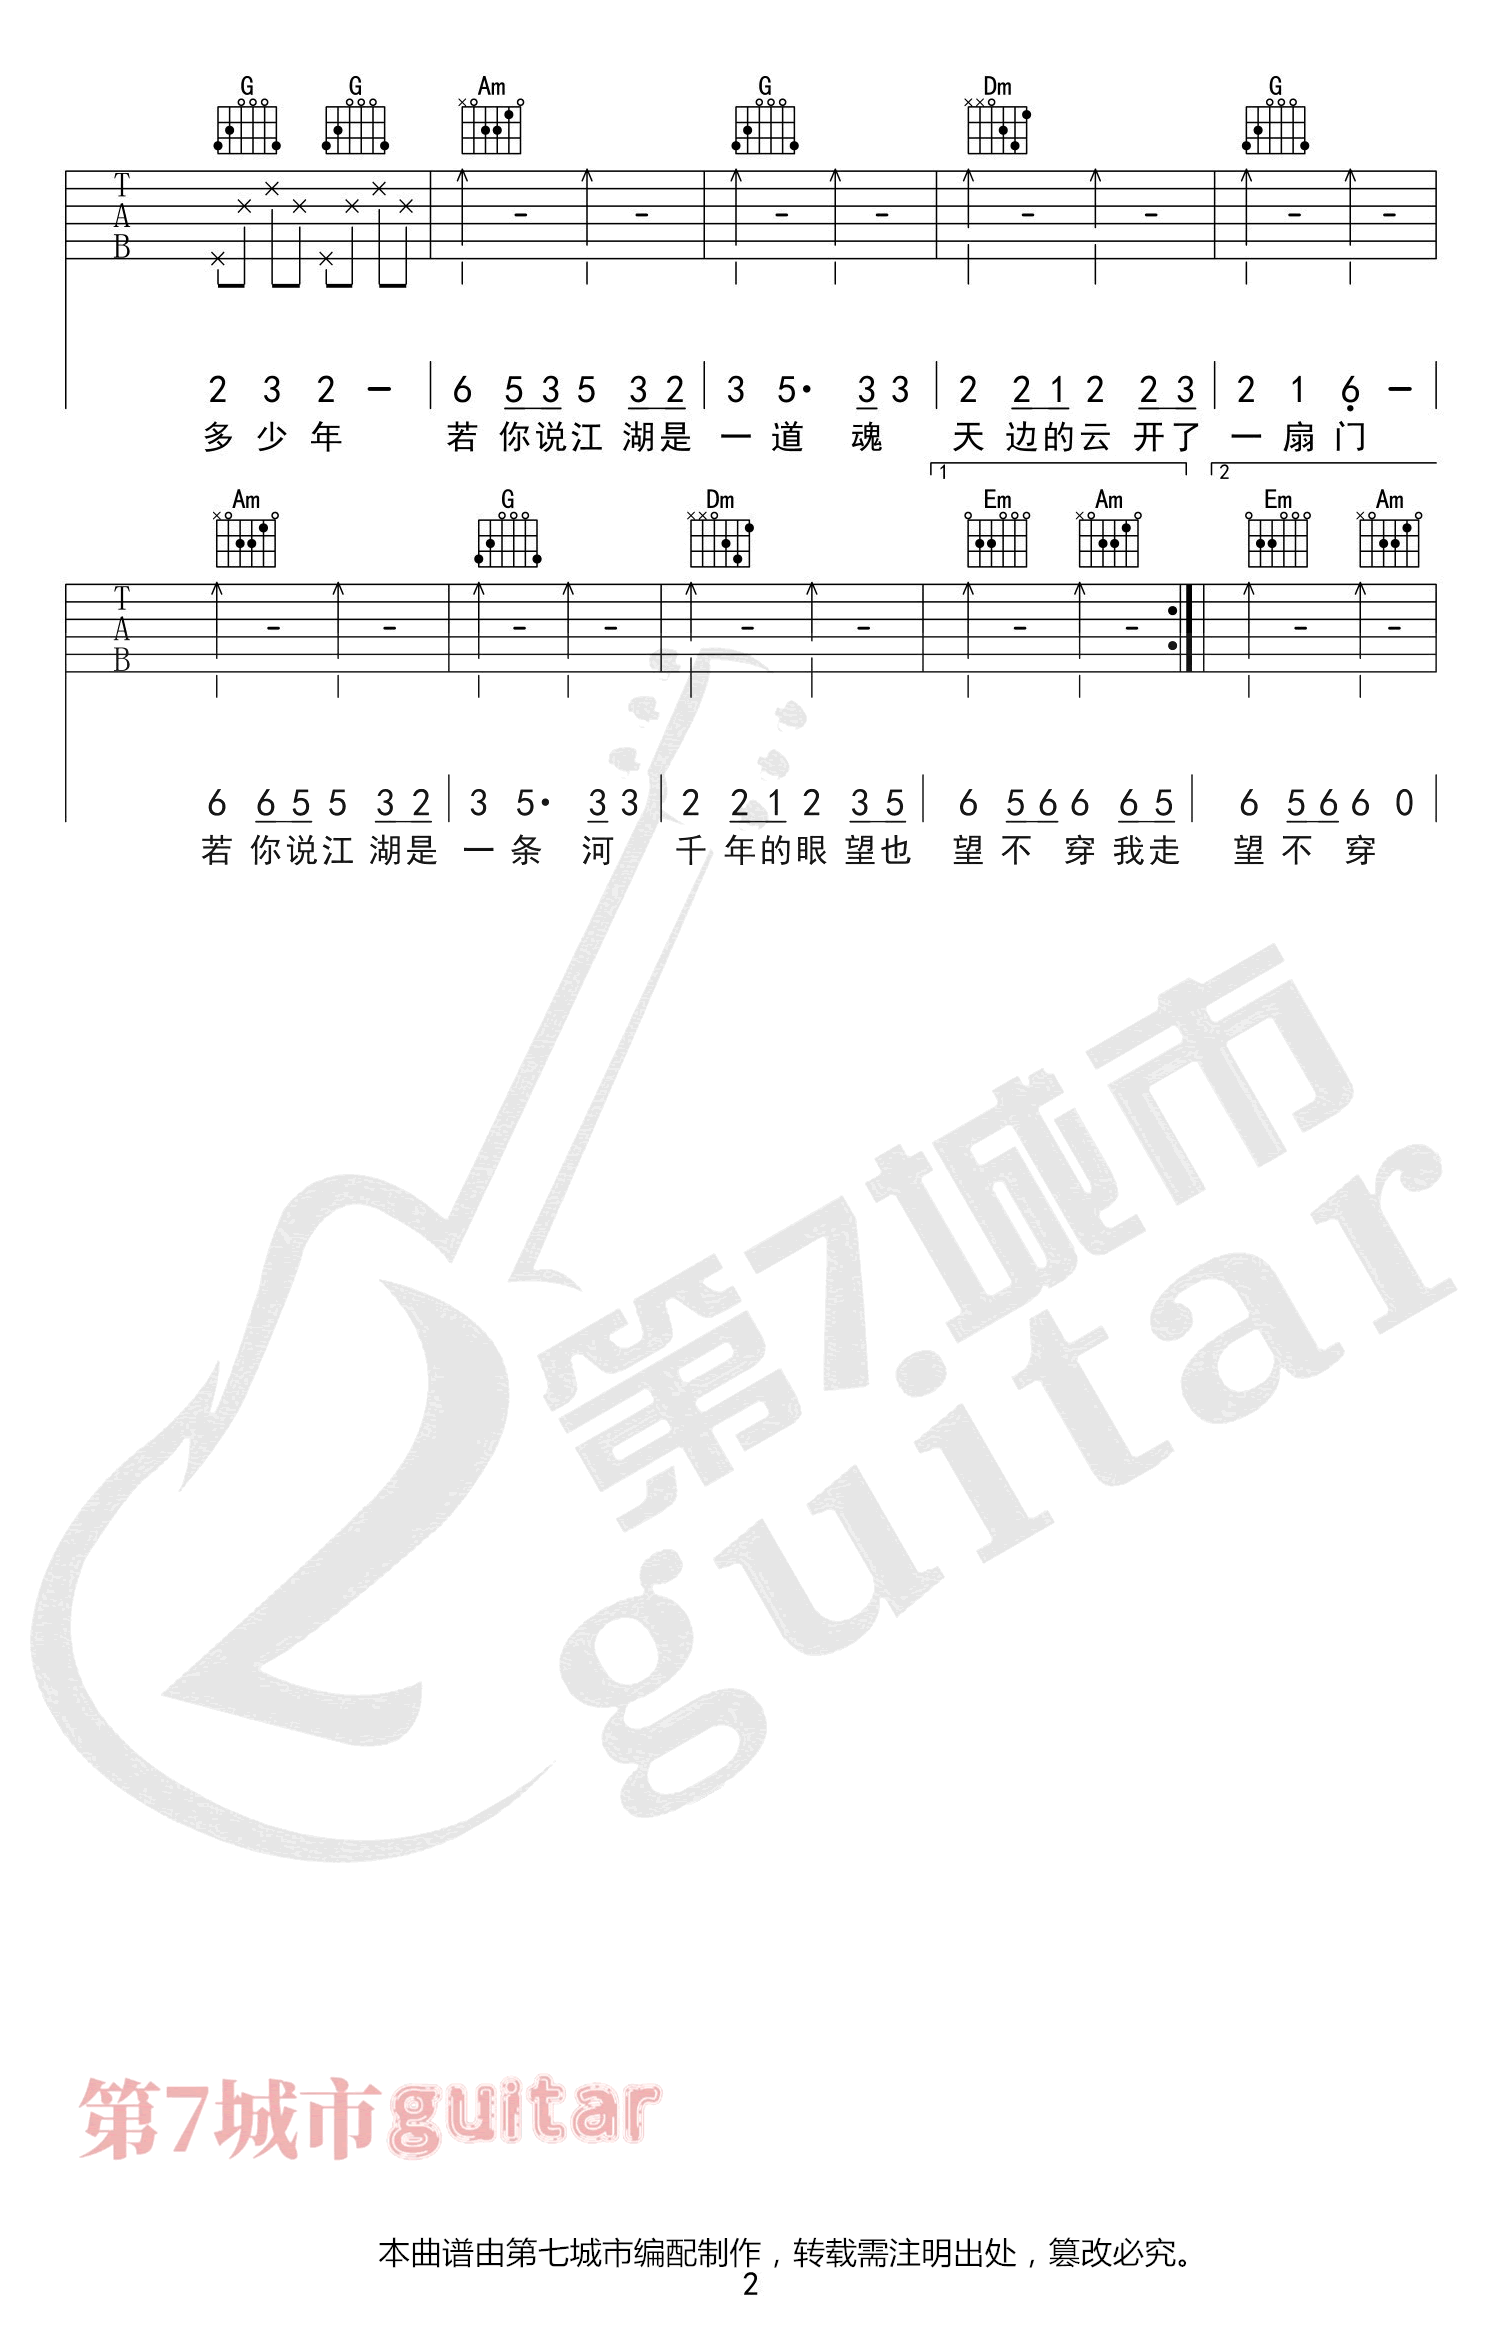 G G Am G Dm G
T
A
B
2 3 2 - 6 5 3 5 3 2 3 5· 3 3 2 2 1 2 2 3 2 1 6 -
多少年 若你说江湖是一道魂 天边的云开了一扇门
1 2
Am G Dm Em Am Em Am
T
A
B
6 6 5 5 3 2 3 5· 3 3 2 2 1 2 3 5 6 5 6 6 6 5 6 5 6 6 0
若你说江湖是一条河 千年的眼望也望不穿我走 望不穿
第7城市
guitar
第7城市guitar
本曲谱由第七城市编配制作，转载需注明出处，篡改必究。
2